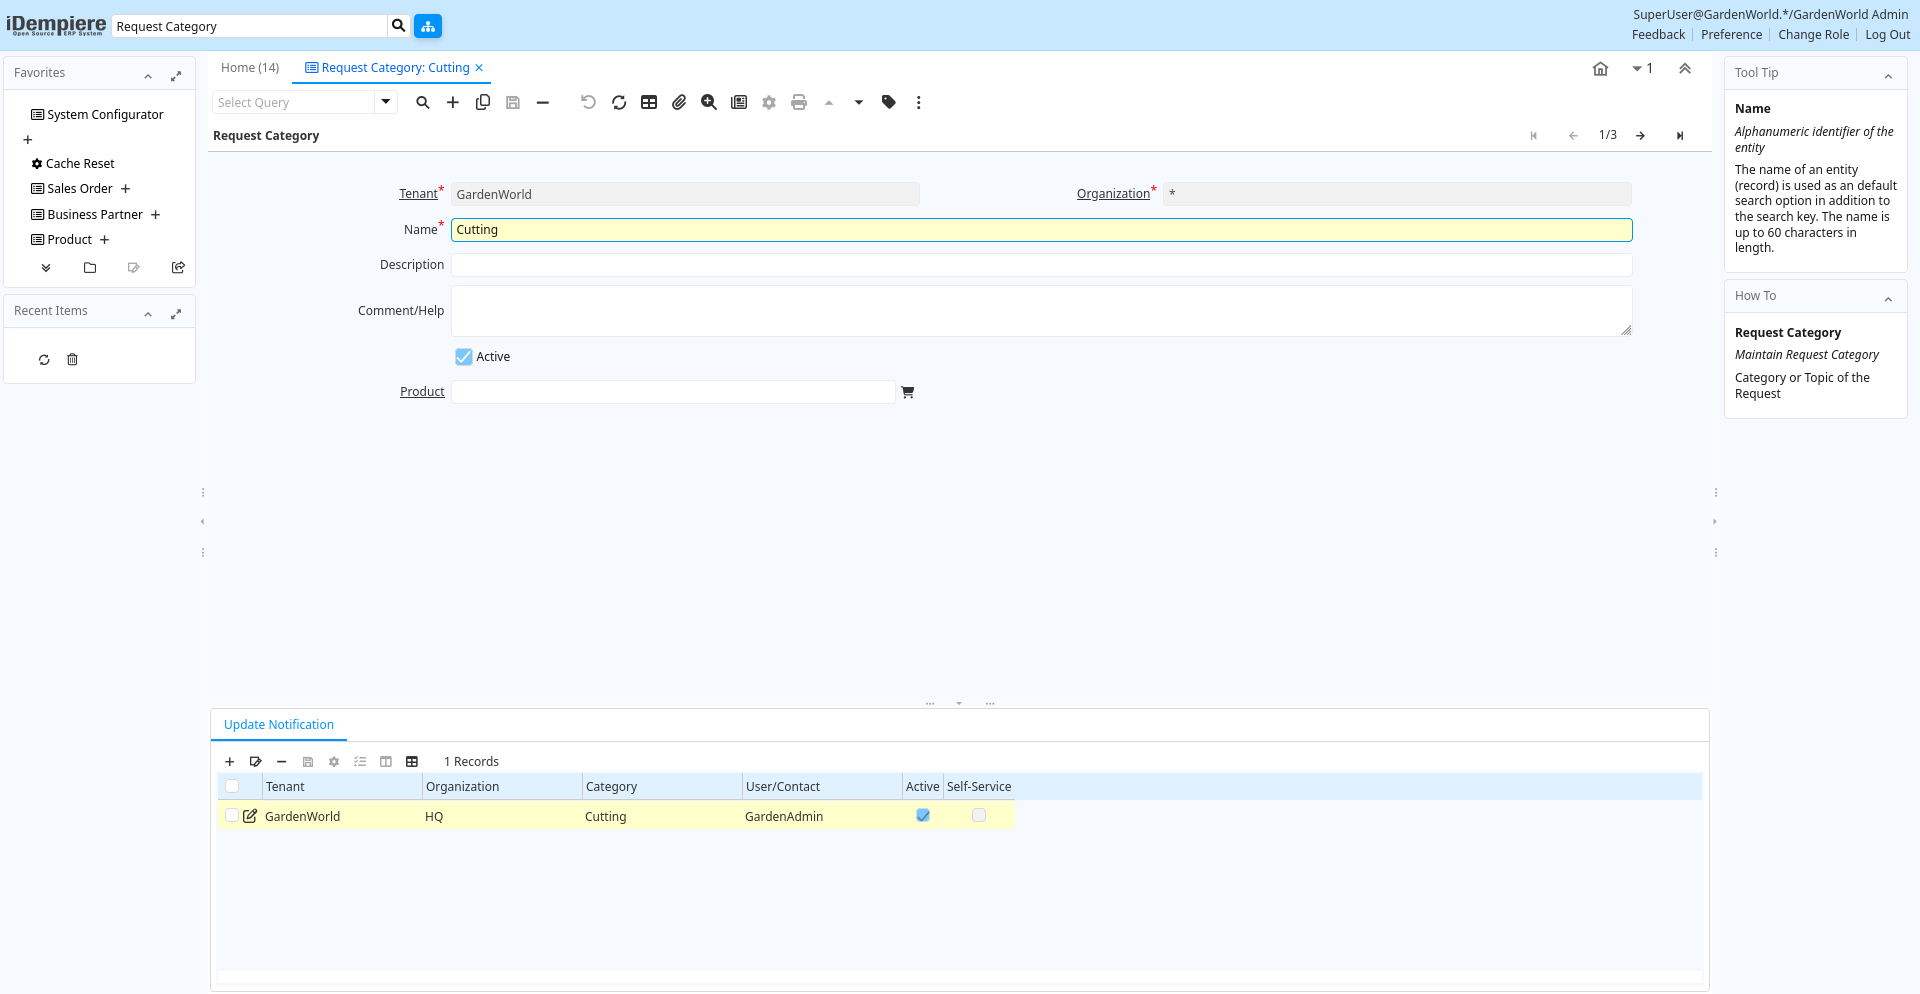 iDempiere
Open Source ERP System
Request Category
SuperUser@GardenWorld.*/GardenWorld Admin
Feedback
Preference
Change Role
Log Out
Favorites
System Configurator
Cache Reset
Sales Order
Business Partner
Product
Recent Items
Home (14)
Request Category: Cutting
1
Select Query
Request Category
1/3
Tenant*
GardenWorld
Organization*
*
Name*
Cutting
Description
Comment/Help
Active
Product
Update Notification
1 Records
Tenant
Organization
Category
User/Contact
Active
Self-Service
GardenWorld
HQ
Cutting
GardenAdmin
Tool Tip
Name
Alphanumeric identifier of the
entity
The name of an entity
(record) is used as an default
search option in addition to
the search key. The name is
up to 60 characters in
length.
How To
Request Category
Maintain Request Category
Category or Topic of the
Request